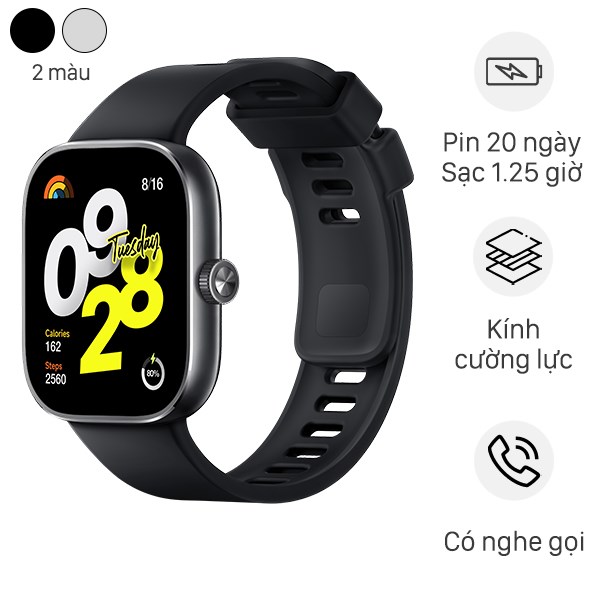 2 màu
8/16
09
Tuesday
28
Calories
162
Steps
2560
80%
Pin 20 ngày
Sạc 1.25 giờ
Kính
cường lực
Có nghe gọi